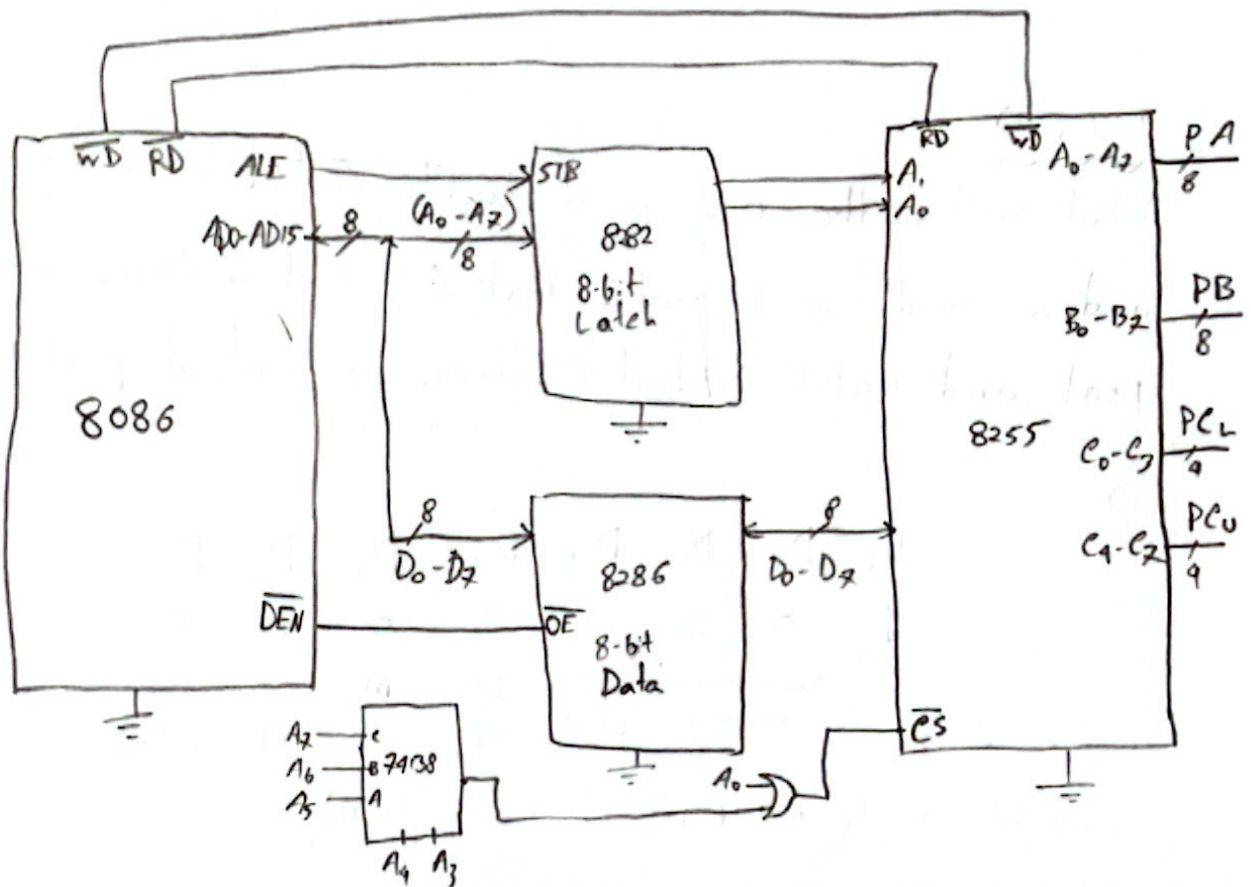 WD RD
ALE
AD0-AD15
8
(A0-A7)
8
8086
DEN
STB
8282
8-bit
Latch
8
D0-D7
8286
OE
8-bit
Data
8
D0-D7
RD WD
A1
A0
A0-A7
PA
8
8255
B0-B7
PB
8
C0-C3
PCL
4
C4-C7
PCU
4
CS
A7
A6
A5
C
B
A
74138
A4 A3
A0